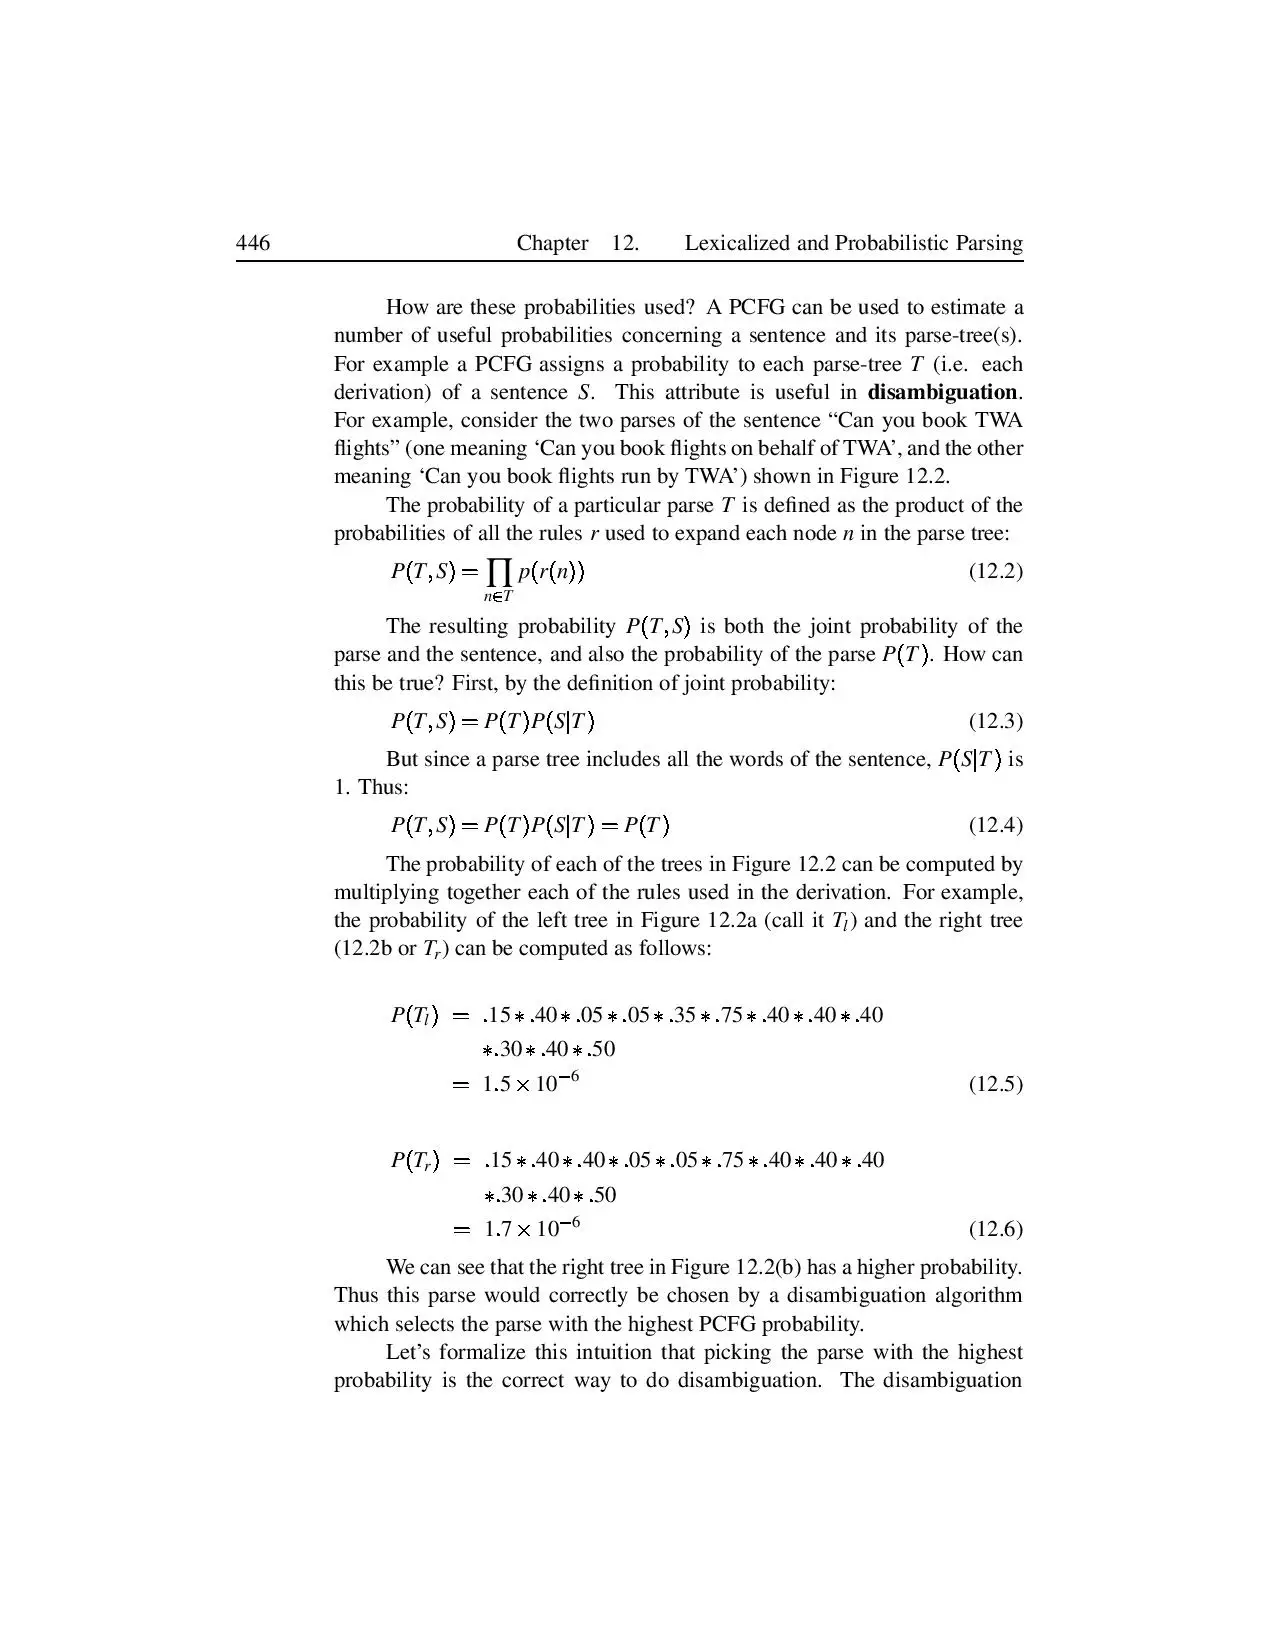 446 Chapter 12. Lexicalized and Probabilistic Parsing
How are these probabilities used? A PCFG can be used to estimate a
number of useful probabilities concerning a sentence and its parse-tree(s).
For example a PCFG assigns a probability to each parse-tree T (i.e. each
derivation) of a sentence S. This attribute is useful in disambiguation.
For example, consider the two parses of the sentence “Can you book TWA
flights” (one meaning ‘Can you book flights on behalf of TWA’, and the other
meaning ‘Can you book flights run by TWA’) shown in Figure 12.2.
The probability of a particular parse T is defined as the product of the
probabilities of all the rules r used to expand each node n in the parse tree:
P(T,S) = ∏ p(r(n)) (12.2)
n∈T
The resulting probability P(T,S) is both the joint probability of the
parse and the sentence, and also the probability of the parse P(T). How can
this be true? First, by the definition of joint probability:
P(T,S) = P(T)P(S|T) (12.3)
But since a parse tree includes all the words of the sentence, P(S|T) is
1. Thus:
P(T,S) = P(T)P(S|T) = P(T) (12.4)
The probability of each of the trees in Figure 12.2 can be computed by
multiplying together each of the rules used in the derivation. For example,
the probability of the left tree in Figure 12.2a (call it Tl) and the right tree
(12.2b or Tr) can be computed as follows:
P(Tl) = .15 * .40 * .05 * .05 * .35 * .75 * .40 * .40 * .40
*.30 * .40 * .50
= 1.5 × 10−6 (12.5)
P(Tr) = .15 * .40 * .40 * .05 * .05 * .75 * .40 * .40 * .40
*.30 * .40 * .50
= 1.7 × 10−6 (12.6)
We can see that the right tree in Figure 12.2(b) has a higher probability.
Thus this parse would correctly be chosen by a disambiguation algorithm
which selects the parse with the highest PCFG probability.
Let’s formalize this intuition that picking the parse with the highest
probability is the correct way to do disambiguation. The disambiguation